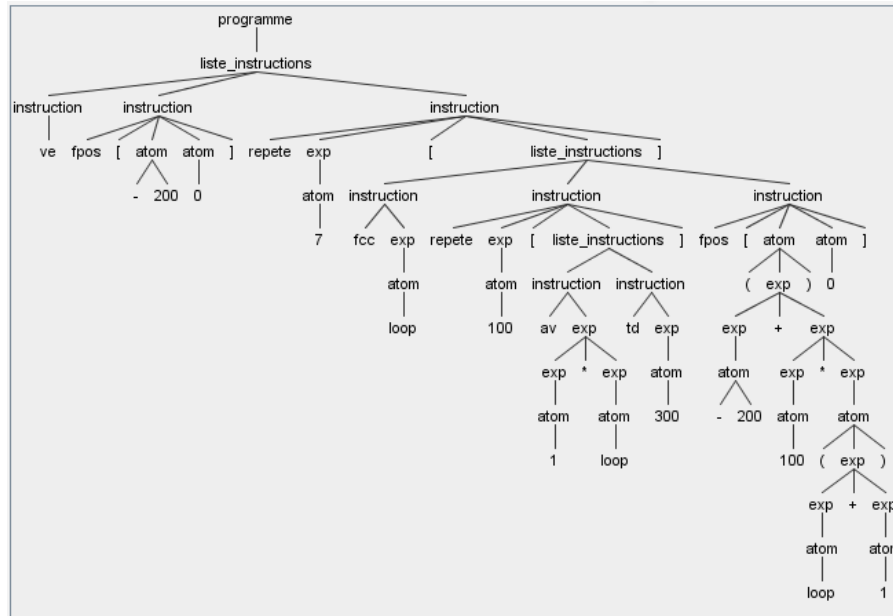 programme
liste_instructions
instruction instruction instruction
ve fpos [ atom atom ] repete exp [ liste_instructions ]
- 200 0 atom instruction instruction instruction
7 fcc exp repete exp [ liste_instructions ] fpos [ atom atom ]
atom atom instruction instruction ( exp ) 0
loop 100 av exp td exp exp + exp
exp * exp atom atom exp * exp
atom atom 300 - 200 atom atom
1 loop 100 ( exp )
exp + exp
atom atom
loop 1